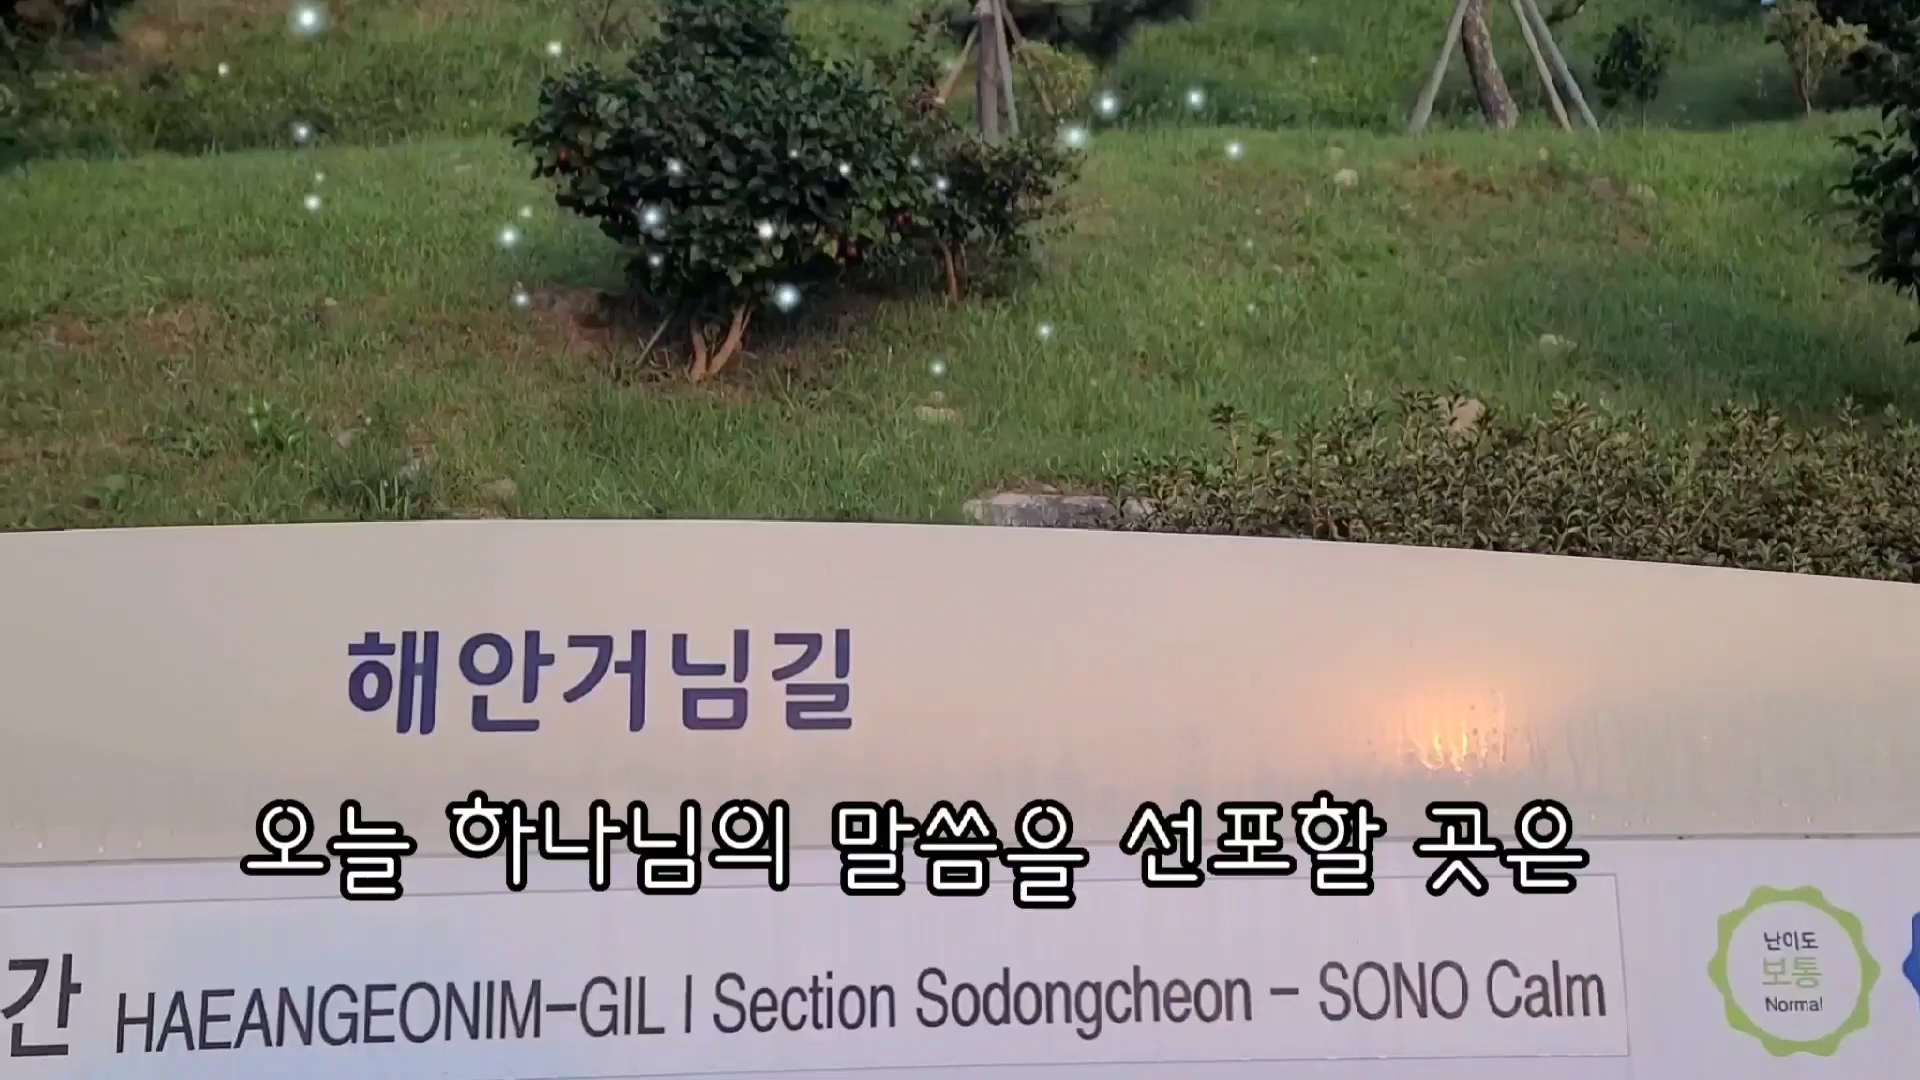 해안거님길
오늘 하나님의 말씀을 선포할 곳은
간 HAEANGEONIM-GIL I Section Sodongcheon - SONO Calm
난이도
보통
Normal